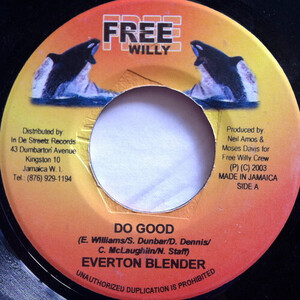 FREE
WILLY
Distributed by
In De Streetz Records
43 Dumbarton Avenue
Kingston 10
Jamaica W. I.
Tel.: (876) 929-1194
Produced by
Neil Amos &
Moses Davis for
Free Willy Crew
(P) (C) 2003
MADE IN JAMAICA
SIDE A
DO GOOD
(E. Williams/S. Dunbar/D. Dennis/
C. McLaughlin/N. Staff)
EVERTON BLENDER
UNAUTHORIZED DUPLICATION IS PROHIBITED